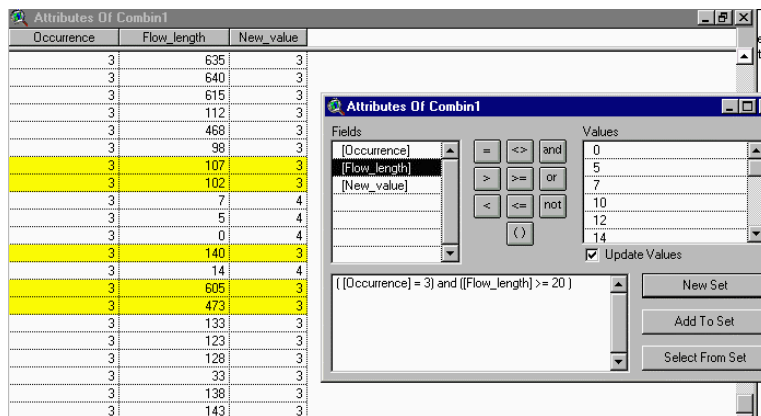 Attributes Of Combin1
Occurrence Flow_length New_value
3 635 3
3 640 3
3 615 3
3 112 3
3 468 3
3 98 3
3 107 3
3 102 3
3 7 4
3 5 4
3 0 4
3 140 3
3 14 4
3 605 3
3 473 3
3 133 3
3 123 3
3 128 3
3 33 3
3 138 3
3 143 3
Attributes Of Combin1
Fields
[Occurrence]
[Flow_length]
[New_value]
= <> and
> >= or
< <= not
( )
Values
0
5
7
10
12
14
Update Values
( [Occurrence] = 3) and ([Flow_length] >= 20 )
New Set
Add To Set
Select From Set